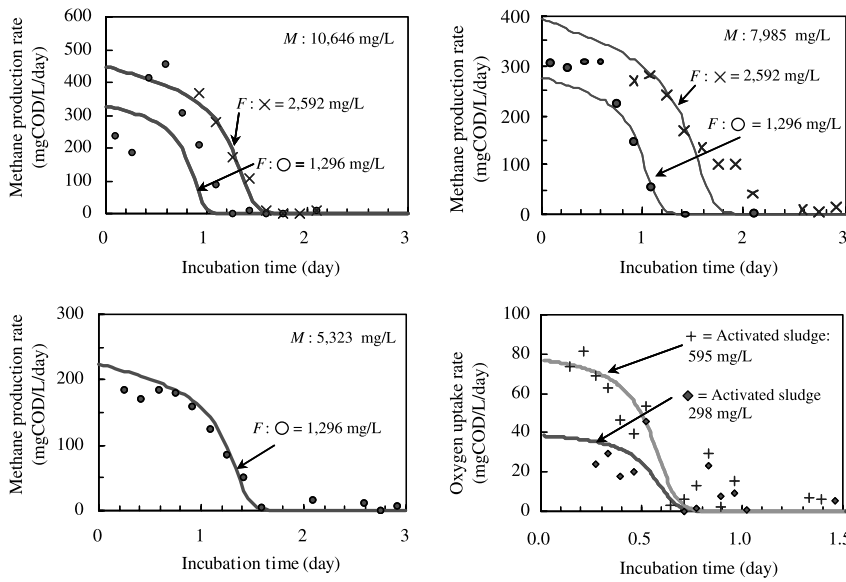 Methane production rate
(mgCOD/L/day)
600
500
400
300
200
100
0
M : 10,646 mg/L
F : × = 2,592 mg/L
F : ○ = 1,296 mg/L
0 1 2 3
Incubation time (day)
Methane production rate
(mgCOD/L/day)
400
300
200
100
0
M : 7,985 mg/L
F : × = 2,592 mg/L
F : ○ = 1,296 mg/L
0 1 2 3
Incubation time (day)
Methane production rate
(mgCOD/L/day)
300
200
100
0
M : 5,323 mg/L
F : ○ = 1,296 mg/L
0 1 2 3
Incubation time (day)
Oxygen uptake rate
(mgCOD/L/day)
100
80
60
40
20
0
+ = Activated sludge:
595 mg/L
◆ = Activated sludge
298 mg/L
0.0 0.5 1.0 1.5
Incubation time (day)